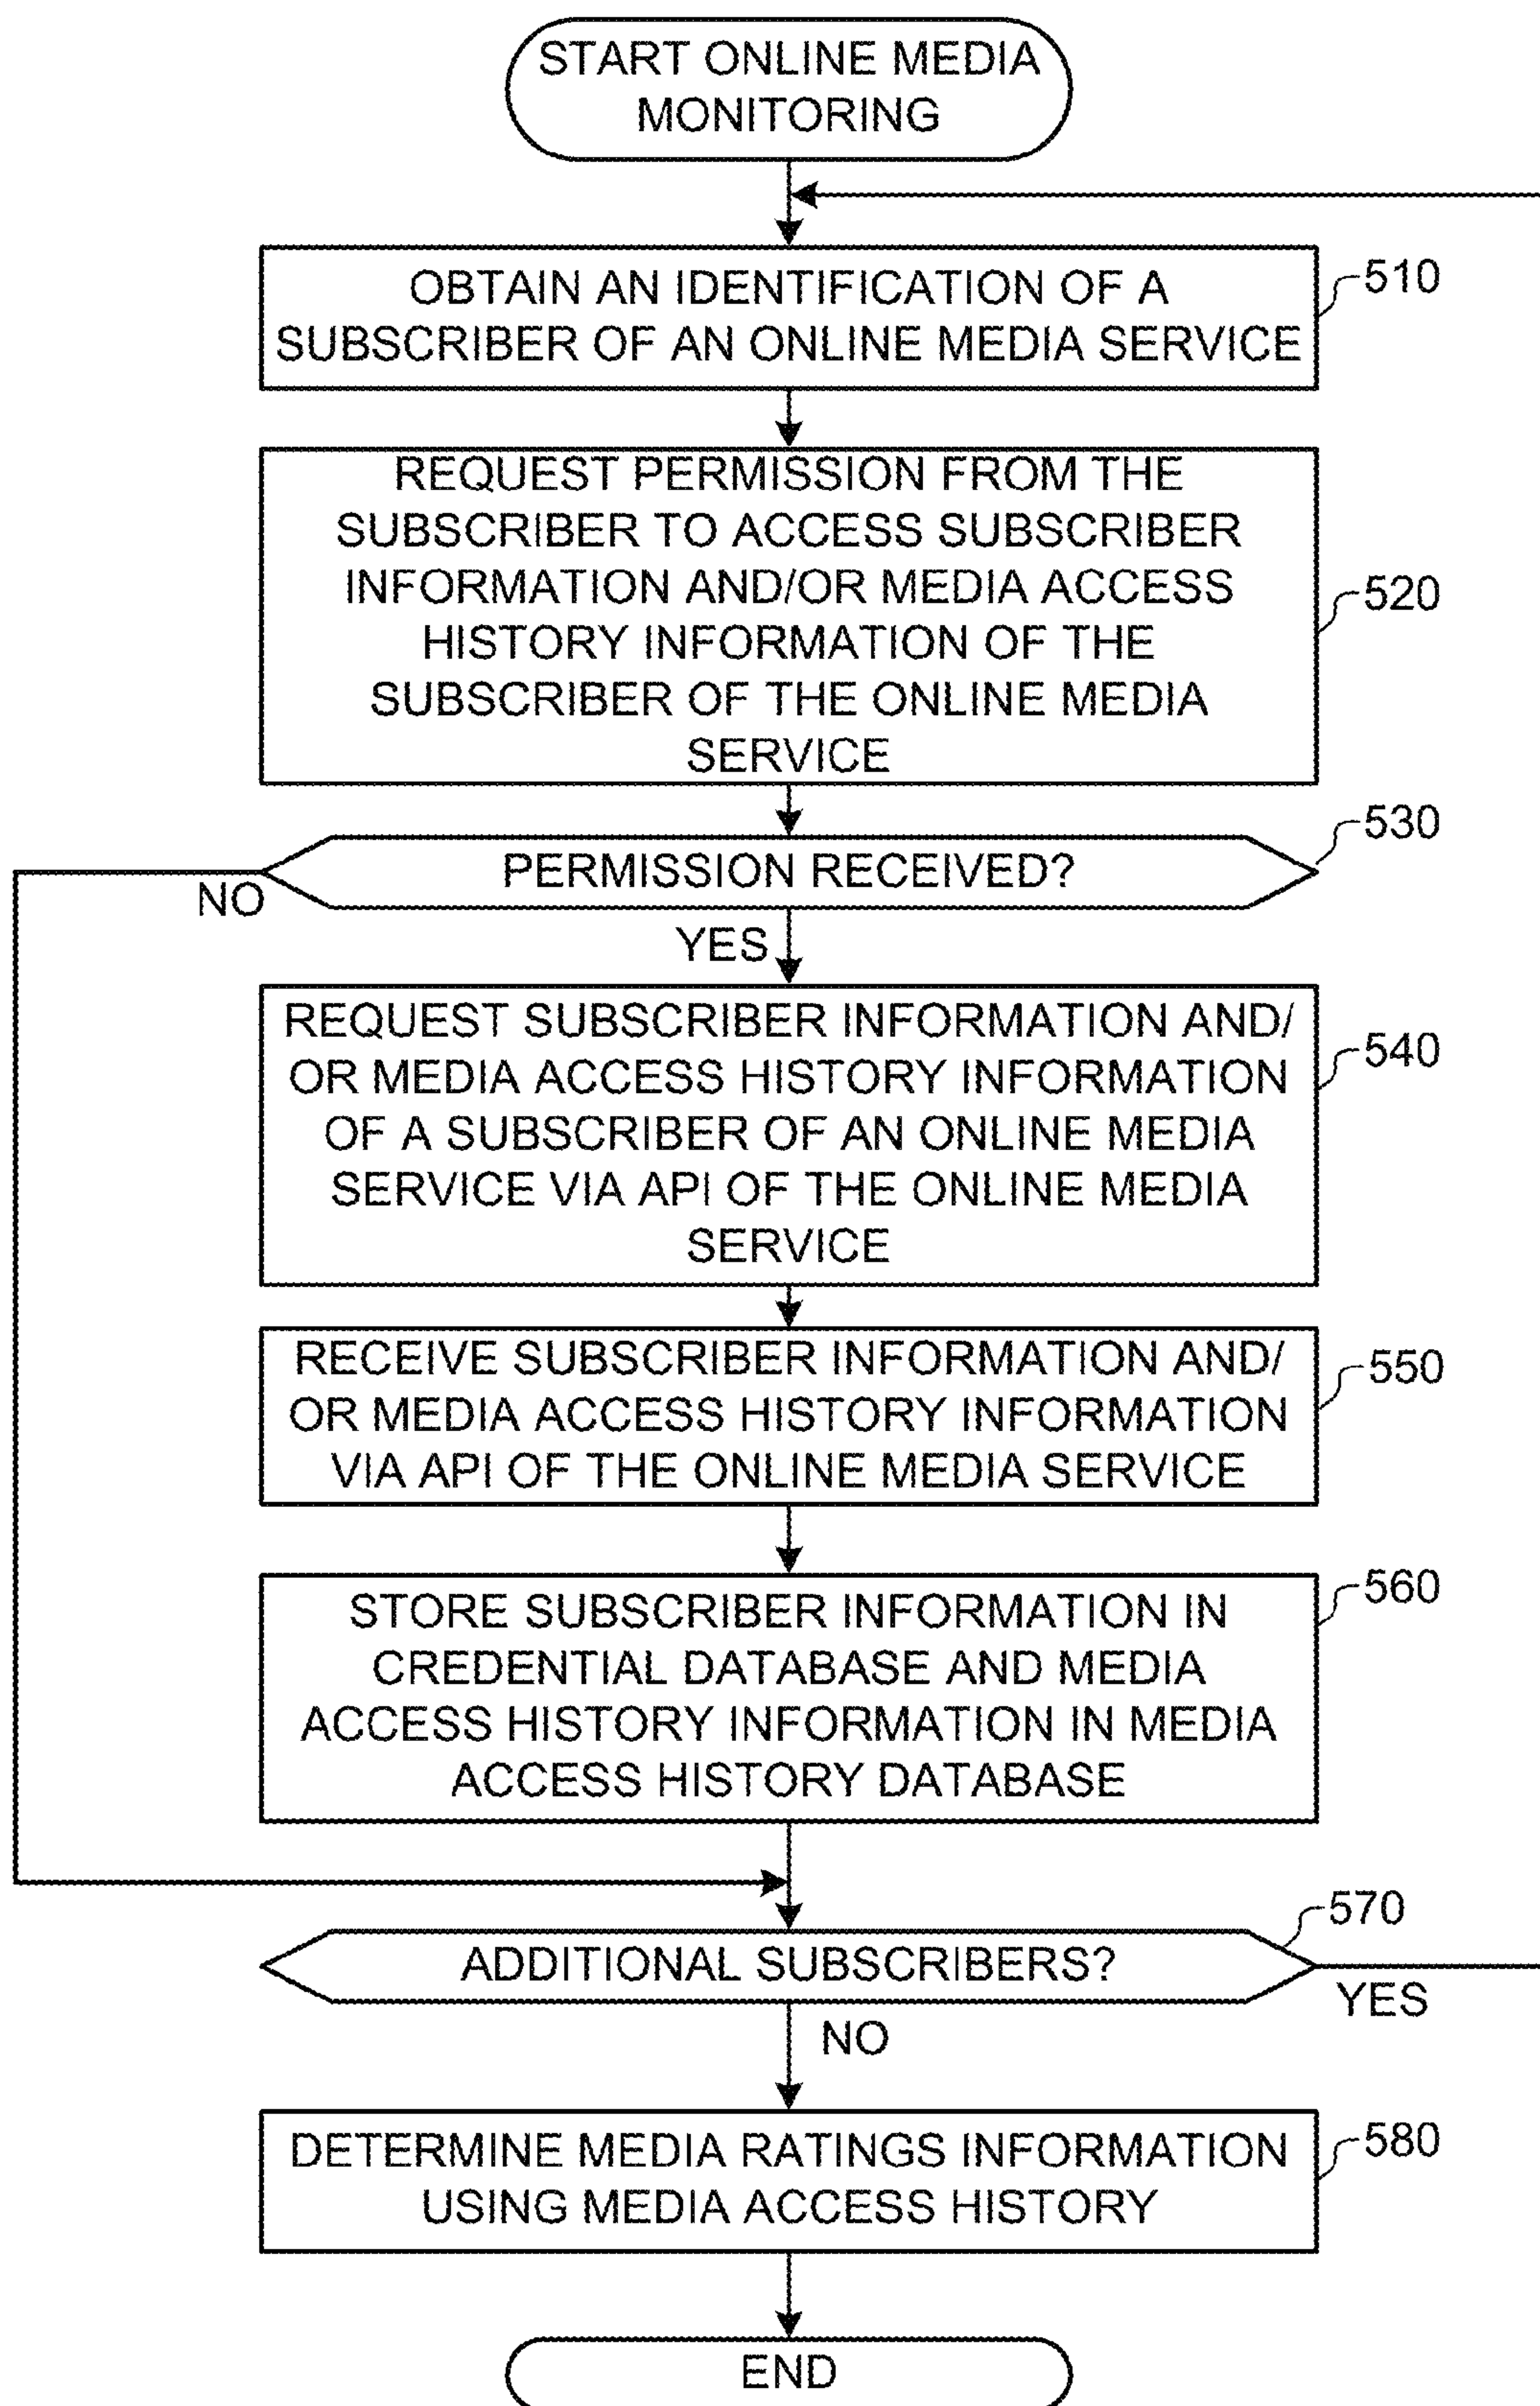 START ONLINE MEDIA
MONITORING
OBTAIN AN IDENTIFICATION OF A
SUBSCRIBER OF AN ONLINE MEDIA SERVICE
510
REQUEST PERMISSION FROM THE
SUBSCRIBER TO ACCESS SUBSCRIBER
INFORMATION AND/OR MEDIA ACCESS
HISTORY INFORMATION OF THE
SUBSCRIBER OF THE ONLINE MEDIA
SERVICE
520
PERMISSION RECEIVED?
530
NO
YES
REQUEST SUBSCRIBER INFORMATION AND/
OR MEDIA ACCESS HISTORY INFORMATION
OF A SUBSCRIBER OF AN ONLINE MEDIA
SERVICE VIA API OF THE ONLINE MEDIA
SERVICE
540
RECEIVE SUBSCRIBER INFORMATION AND/
OR MEDIA ACCESS HISTORY INFORMATION
VIA API OF THE ONLINE MEDIA SERVICE
550
STORE SUBSCRIBER INFORMATION IN
CREDENTIAL DATABASE AND MEDIA
ACCESS HISTORY INFORMATION IN MEDIA
ACCESS HISTORY DATABASE
560
ADDITIONAL SUBSCRIBERS?
570
YES
NO
DETERMINE MEDIA RATINGS INFORMATION
USING MEDIA ACCESS HISTORY
580
END